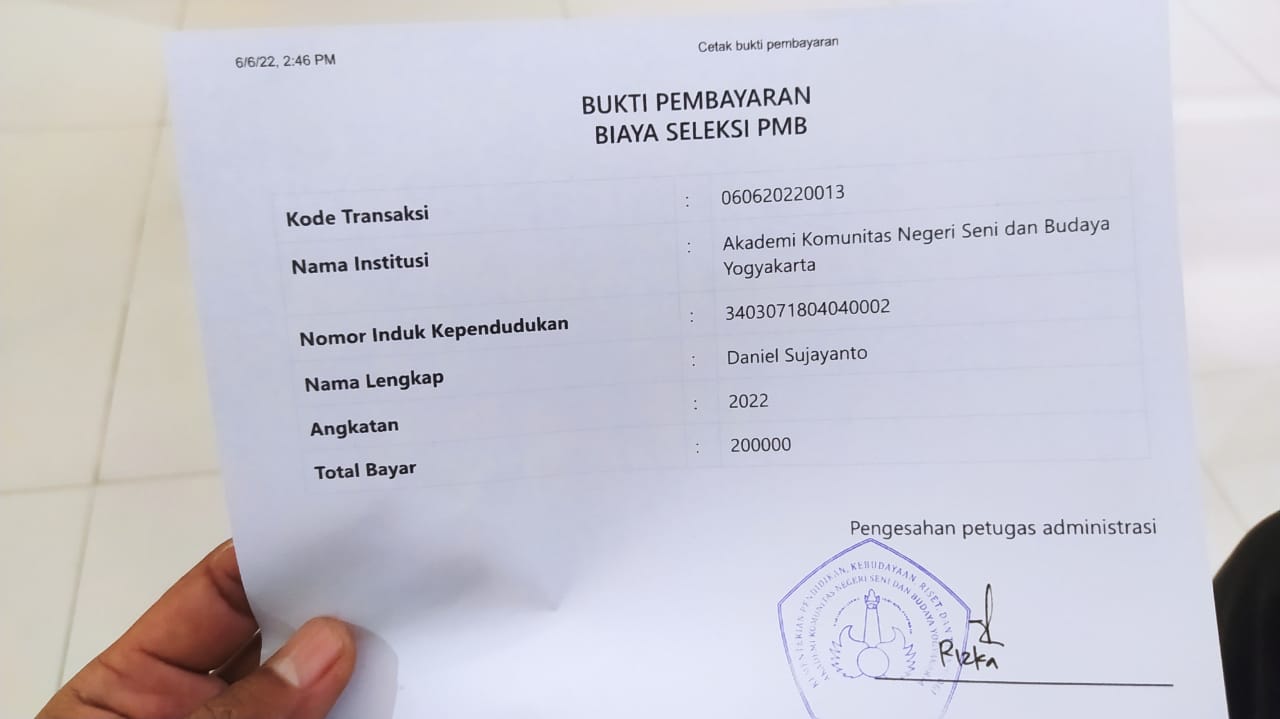 6/6/22, 2:46 PM
Cetak bukti pembayaran
BUKTI PEMBAYARAN
BIAYA SELEKSI PMB
Kode Transaksi : 060620220013
Nama Institusi : Akademi Komunitas Negeri Seni dan Budaya
Yogyakarta
Nomor Induk Kependudukan : 3403071804040002
Nama Lengkap : Daniel Sujayanto
Angkatan : 2022
Total Bayar : 200000
Pengesahan petugas administrasi
KEMENTERIAN PENDIDIKAN, KEBUDAYAAN, RISET DAN
AKADEMI KOMUNITAS NEGERI SENI DAN BUDAYA
Rizka